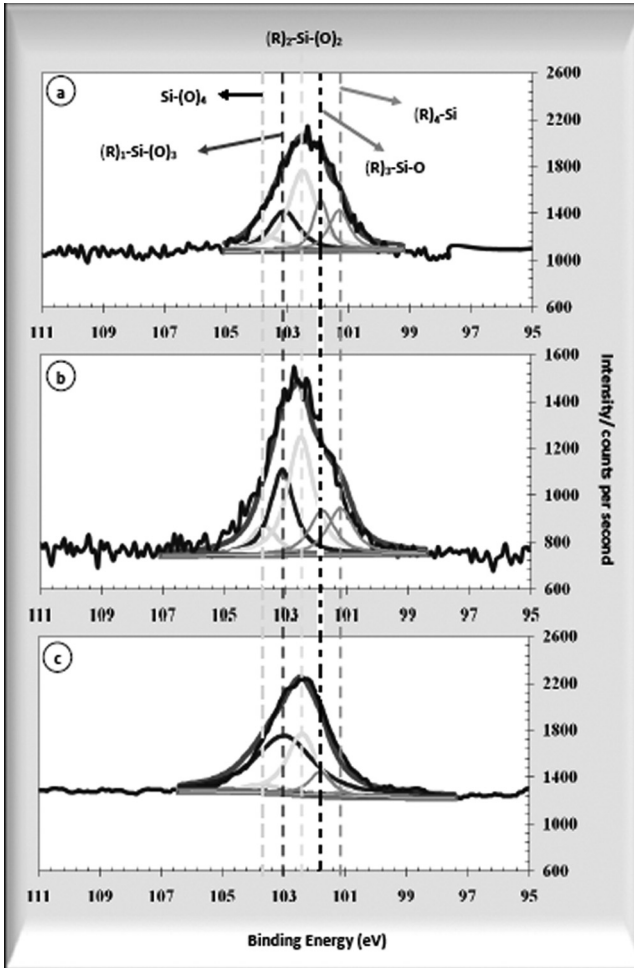 (R)₂-Si-(O)₂
a
Si-(O)₄
(R)₄-Si
(R)₁-Si-(O)₃
(R)₃-Si-O
2600
2200
1800
1400
1000
600
111 109 107 105 103 101 99 97 95
b
1600
1400
1200
1000
800
600
111 109 107 105 103 101 99 97 95
Intensity/counts per second
c
2600
2200
1800
1400
1000
600
111 109 107 105 103 101 99 97 95
Binding Energy (eV)